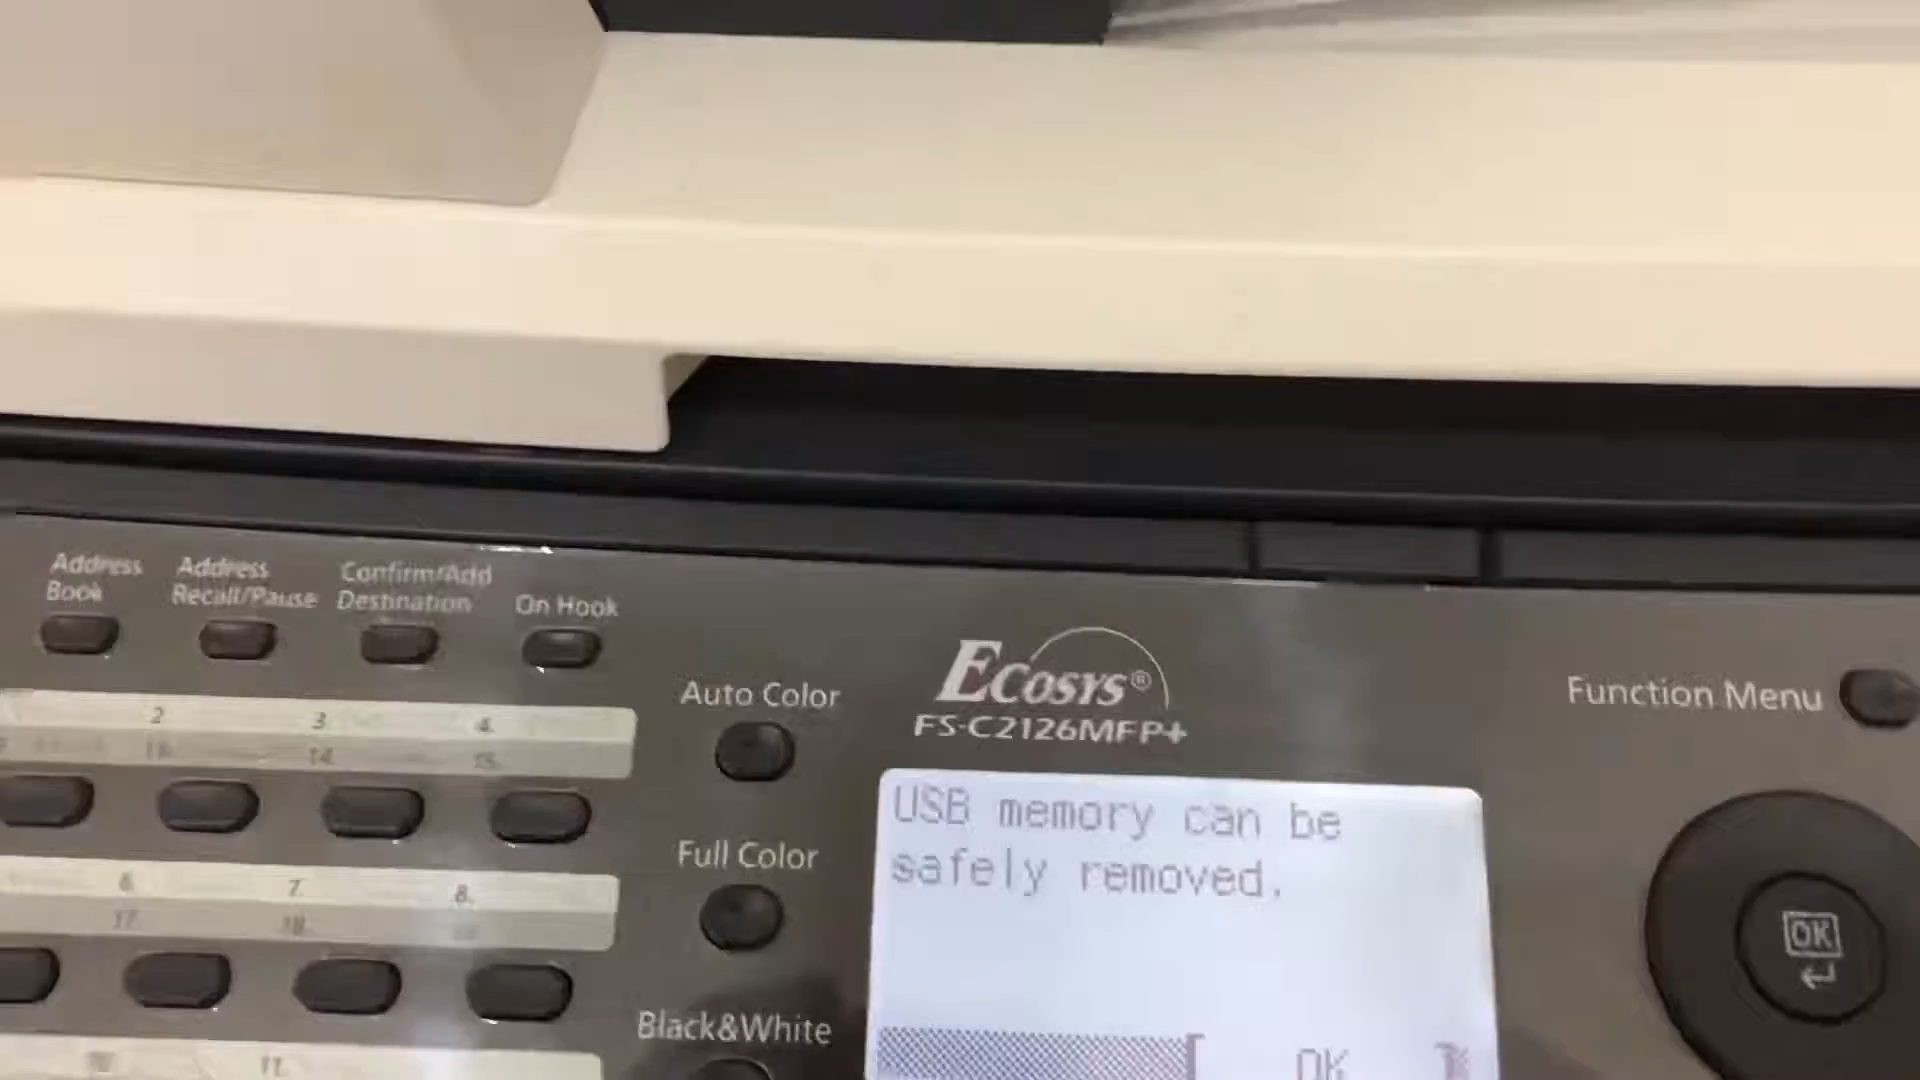 Address Book
Address Recall/Pause
Confirm/Add Destination
On Hook
2
3
4
14
15
Auto Color
ECOSYS®
FS-C2126MFP+
Function Menu
USB memory can be
safely removed.
Full Color
6
7.
8.
17
18
OK
Black&White
11.
[ OK ]